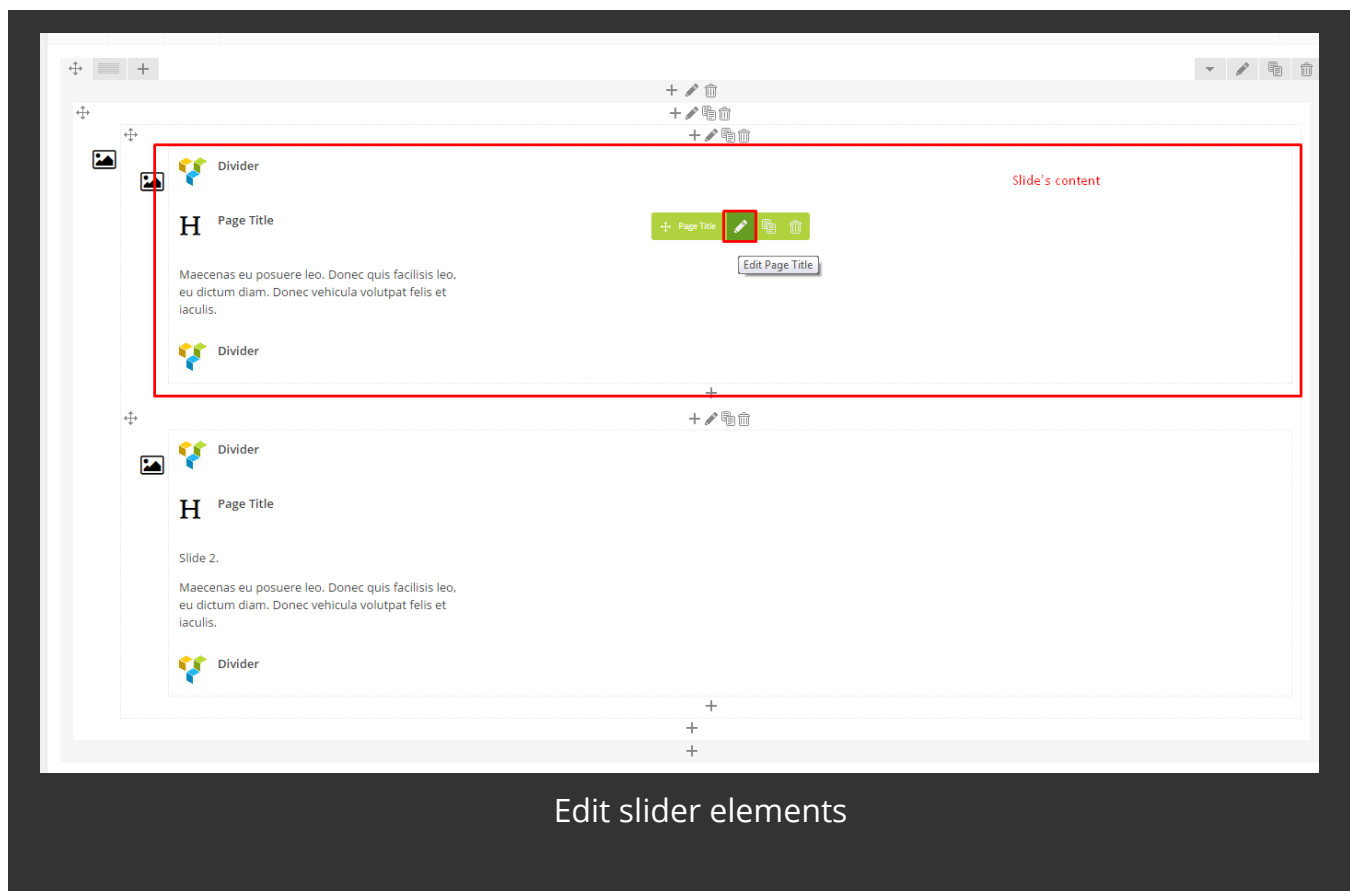 Divider
Slide's content
H Page Title
Page Title
Edit Page Title
Maecenas eu posuere leo. Donec quis facilisis leo,
eu dictum diam. Donec vehicula volutpat felis et
iaculis.
Divider
Divider
H Page Title
Slide 2.
Maecenas eu posuere leo. Donec quis facilisis leo,
eu dictum diam. Donec vehicula volutpat felis et
iaculis.
Divider
Edit slider elements